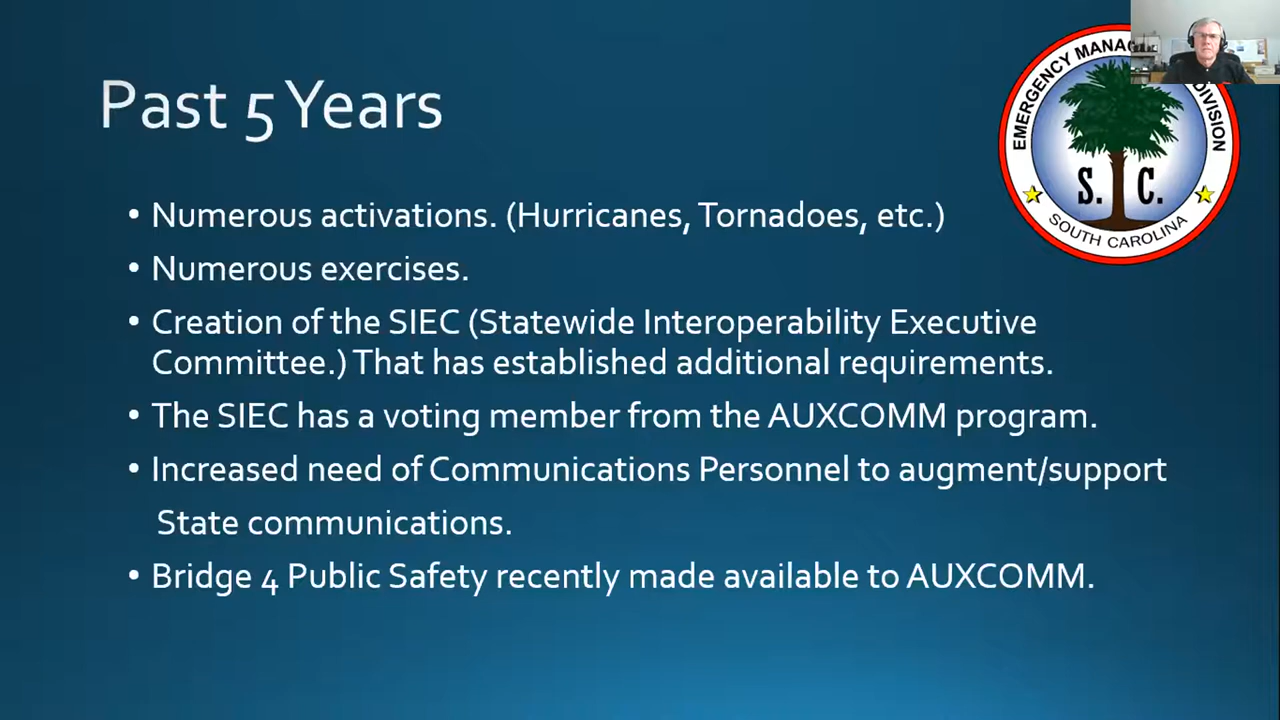 Past 5 Years
• Numerous activations. (Hurricanes, Tornadoes, etc.)
• Numerous exercises.
• Creation of the SIEC (Statewide Interoperability Executive
Committee.) That has established additional requirements.
• The SIEC has a voting member from the AUXCOMM program.
• Increased need of Communications Personnel to augment/support
State communications.
• Bridge 4 Public Safety recently made available to AUXCOMM.
EMERGENCY MANAG DIVISION
S. C.
SOUTH CAROLINA